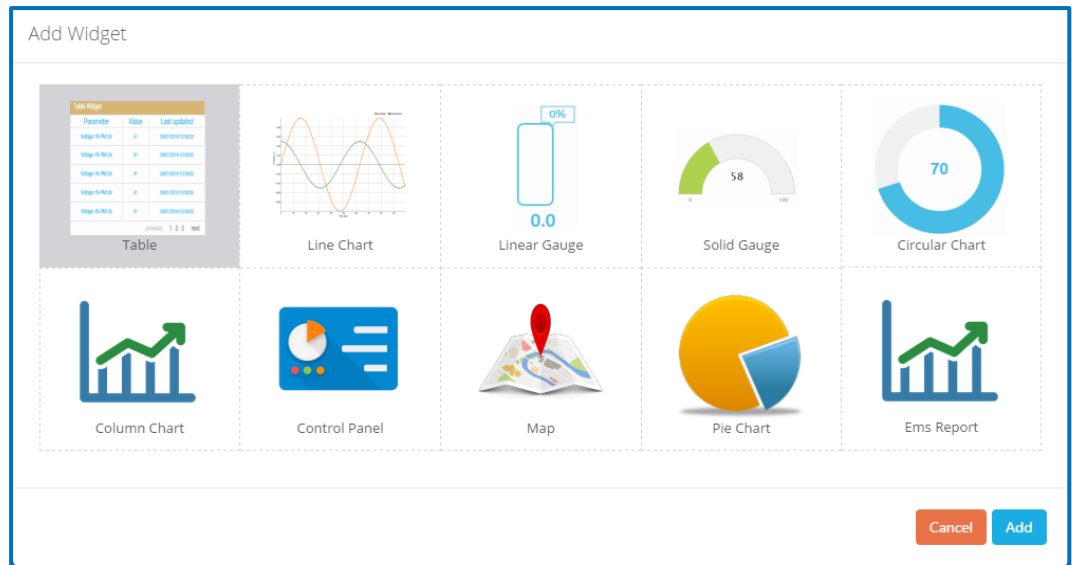 Add Widget
Table Widget
Parameter Value Last updated
previous 1 2 3 next
Table
Line Chart
0%
0.0
Linear Gauge
58
0 100
Solid Gauge
70
Circular Chart
Column Chart
Control Panel
Map
Pie Chart
Ems Report
Cancel Add